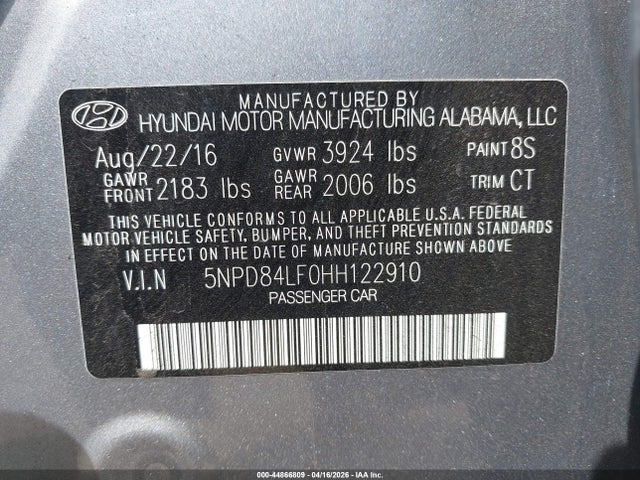 MANUFACTURED BY
HYUNDAI MOTOR MANUFACTURING ALABAMA, LLC
Aug/22/16 GVWR 3924 lbs PAINT 8S
GAWR FRONT 2183 lbs GAWR REAR 2006 lbs TRIM CT
THIS VEHICLE CONFORMS TO ALL APPLICABLE U.S.A. FEDERAL
MOTOR VEHICLE SAFETY, BUMPER, AND THEFT PREVENTION STANDARDS
IN EFFECT ON THE DATE OF MANUFACTURE SHOWN ABOVE
V.I.N 5NPD84LF0HH122910
PASSENGER CAR
000-44866809 - 04/16/2026 - IAA Inc.